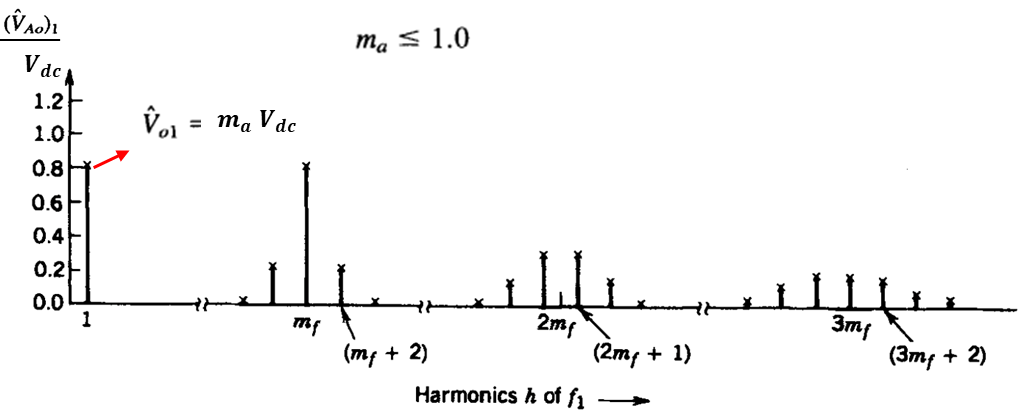 (V̂Ao)1
Vdc
ma ≤ 1.0
V̂o1 = ma Vdc
1.2
1.0
0.8
0.6
0.4
0.2
0.0
1
mf
2mf
3mf
(mf + 2)
(2mf + 1)
(3mf + 2)
Harmonics h of f1